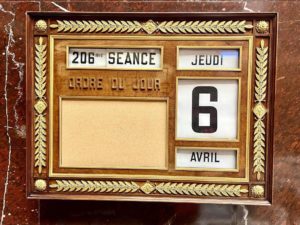 206ème SEANCE
ORDRE DU JOUR
JEUDI
6
AVRIL